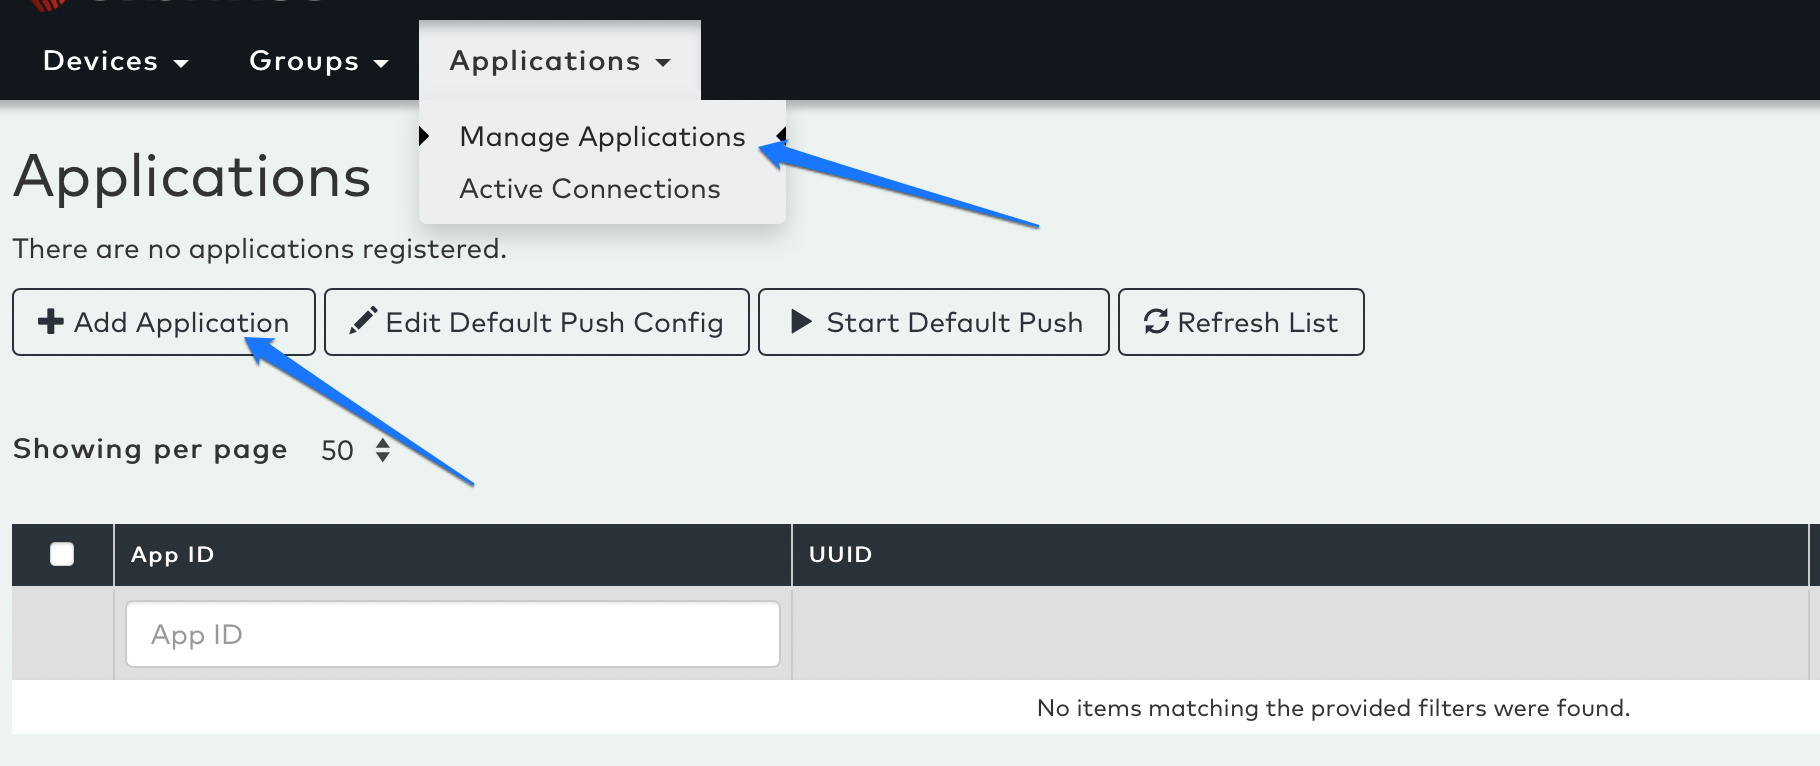 Devices
Groups
Applications
Manage Applications
Active Connections
Applications
There are no applications registered.
Add Application
Edit Default Push Config
Start Default Push
Refresh List
Showing per page 50
App ID UUID
App ID
No items matching the provided filters were found.